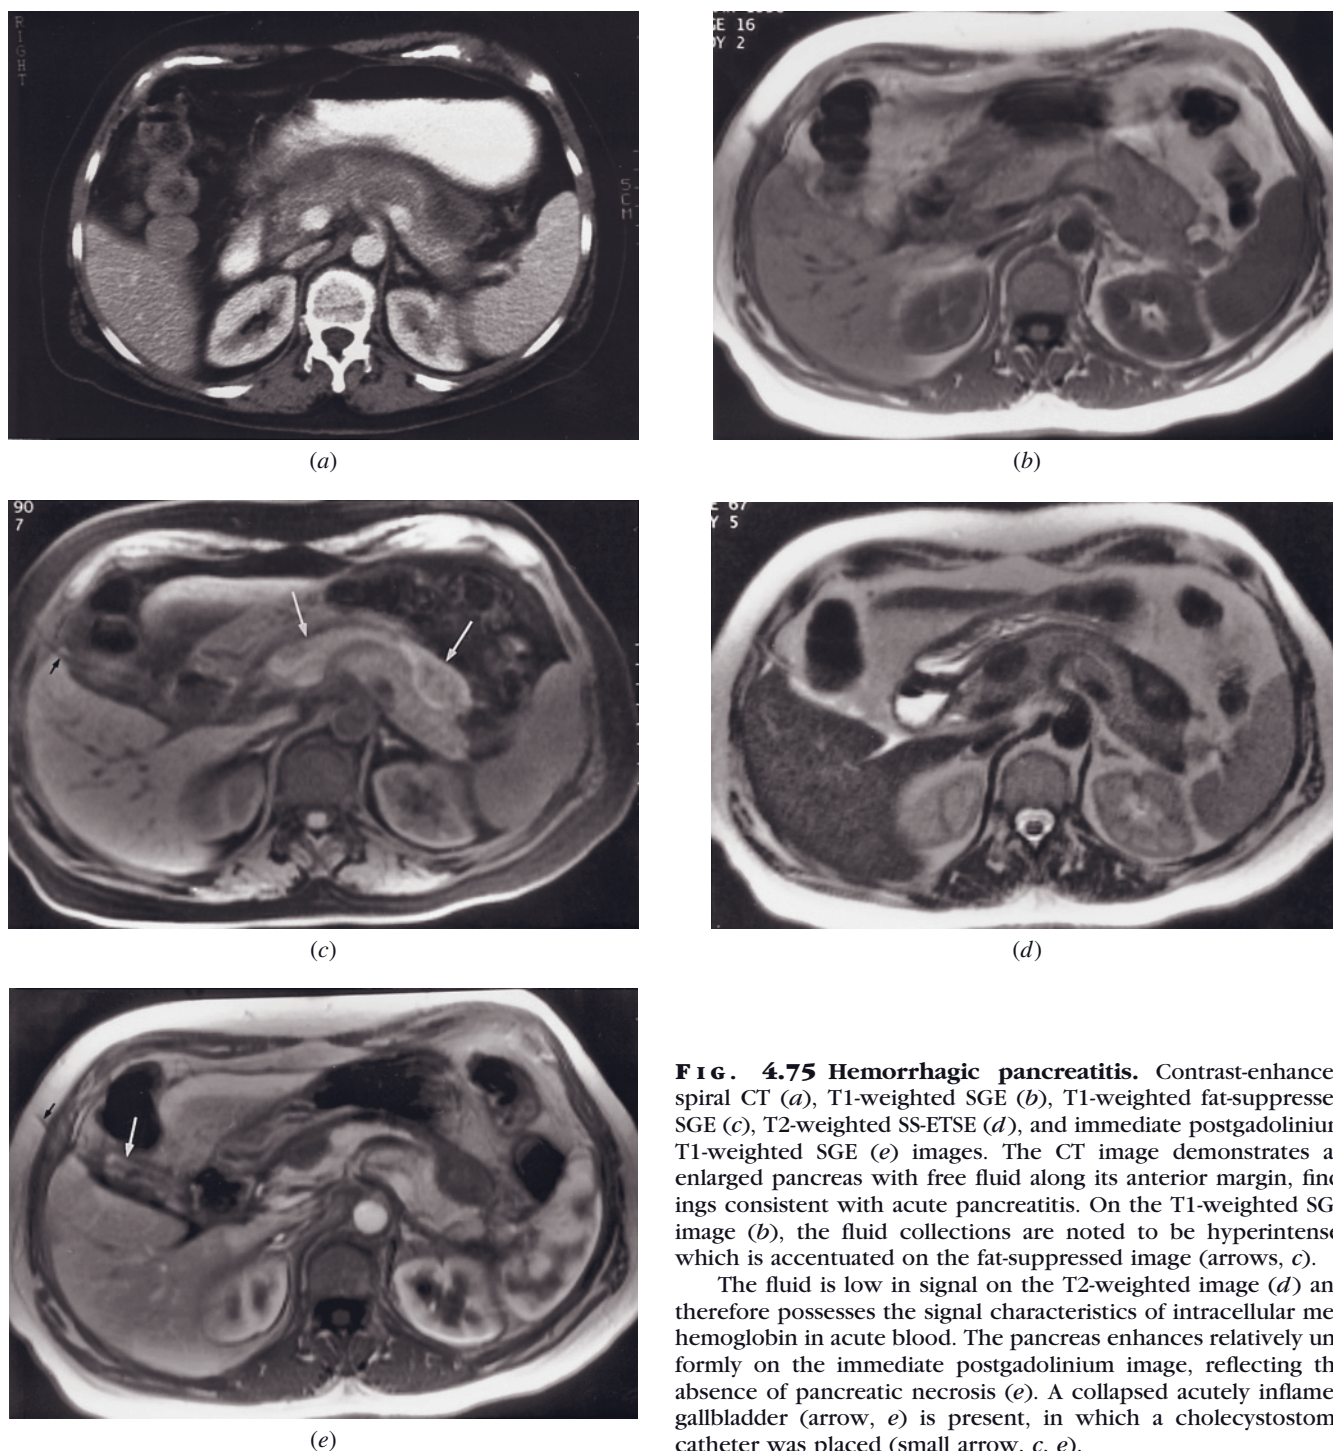 RIGHT
5CM
GE 16
DY 2
(a)
(b)
90
7
67
Y 5
(c)
(d)
(e)
FIG. 4.75 Hemorrhagic pancreatitis. Contrast-enhance
spiral CT (a), T1-weighted SGE (b), T1-weighted fat-suppresse
SGE (c), T2-weighted SS-ETSE (d), and immediate postgadoliniu
T1-weighted SGE (e) images. The CT image demonstrates a
enlarged pancreas with free fluid along its anterior margin, find
ings consistent with acute pancreatitis. On the T1-weighted SG
image (b), the fluid collections are noted to be hyperintense
which is accentuated on the fat-suppressed image (arrows, c).
The fluid is low in signal on the T2-weighted image (d) an
therefore possesses the signal characteristics of intracellular me
hemoglobin in acute blood. The pancreas enhances relatively un
formly on the immediate postgadolinium image, reflecting th
absence of pancreatic necrosis (e). A collapsed acutely inflame
gallbladder (arrow, e) is present, in which a cholecystostom
catheter was placed (small arrow, c, e).